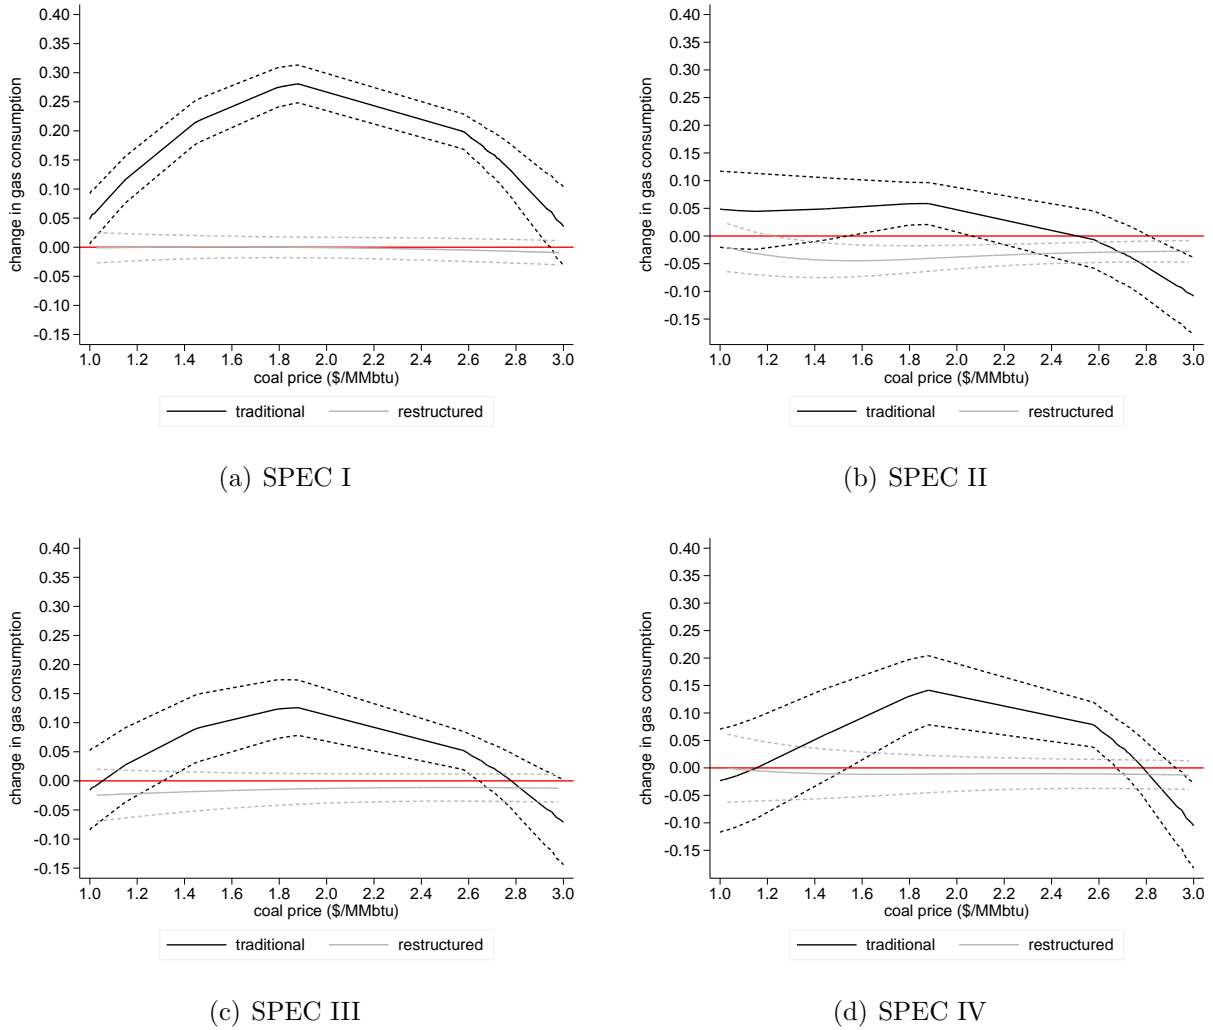 0.40
0.35
0.30
0.25
0.20
0.15
0.10
0.05
0.00
-0.05
-0.10
-0.15
change in gas consumption
1.0 1.2 1.4 1.6 1.8 2.0 2.2 2.4 2.6 2.8 3.0
coal price ($/MMbtu)
traditional restructured
(a) SPEC I
0.40
0.35
0.30
0.25
0.20
0.15
0.10
0.05
0.00
-0.05
-0.10
-0.15
change in gas consumption
1.0 1.2 1.4 1.6 1.8 2.0 2.2 2.4 2.6 2.8 3.0
coal price ($/MMbtu)
traditional restructured
(b) SPEC II
0.40
0.35
0.30
0.25
0.20
0.15
0.10
0.05
0.00
-0.05
-0.10
-0.15
change in gas consumption
1.0 1.2 1.4 1.6 1.8 2.0 2.2 2.4 2.6 2.8 3.0
coal price ($/MMbtu)
traditional restructured
(c) SPEC III
0.40
0.35
0.30
0.25
0.20
0.15
0.10
0.05
0.00
-0.05
-0.10
-0.15
change in gas consumption
1.0 1.2 1.4 1.6 1.8 2.0 2.2 2.4 2.6 2.8 3.0
coal price ($/MMbtu)
traditional restructured
(d) SPEC IV